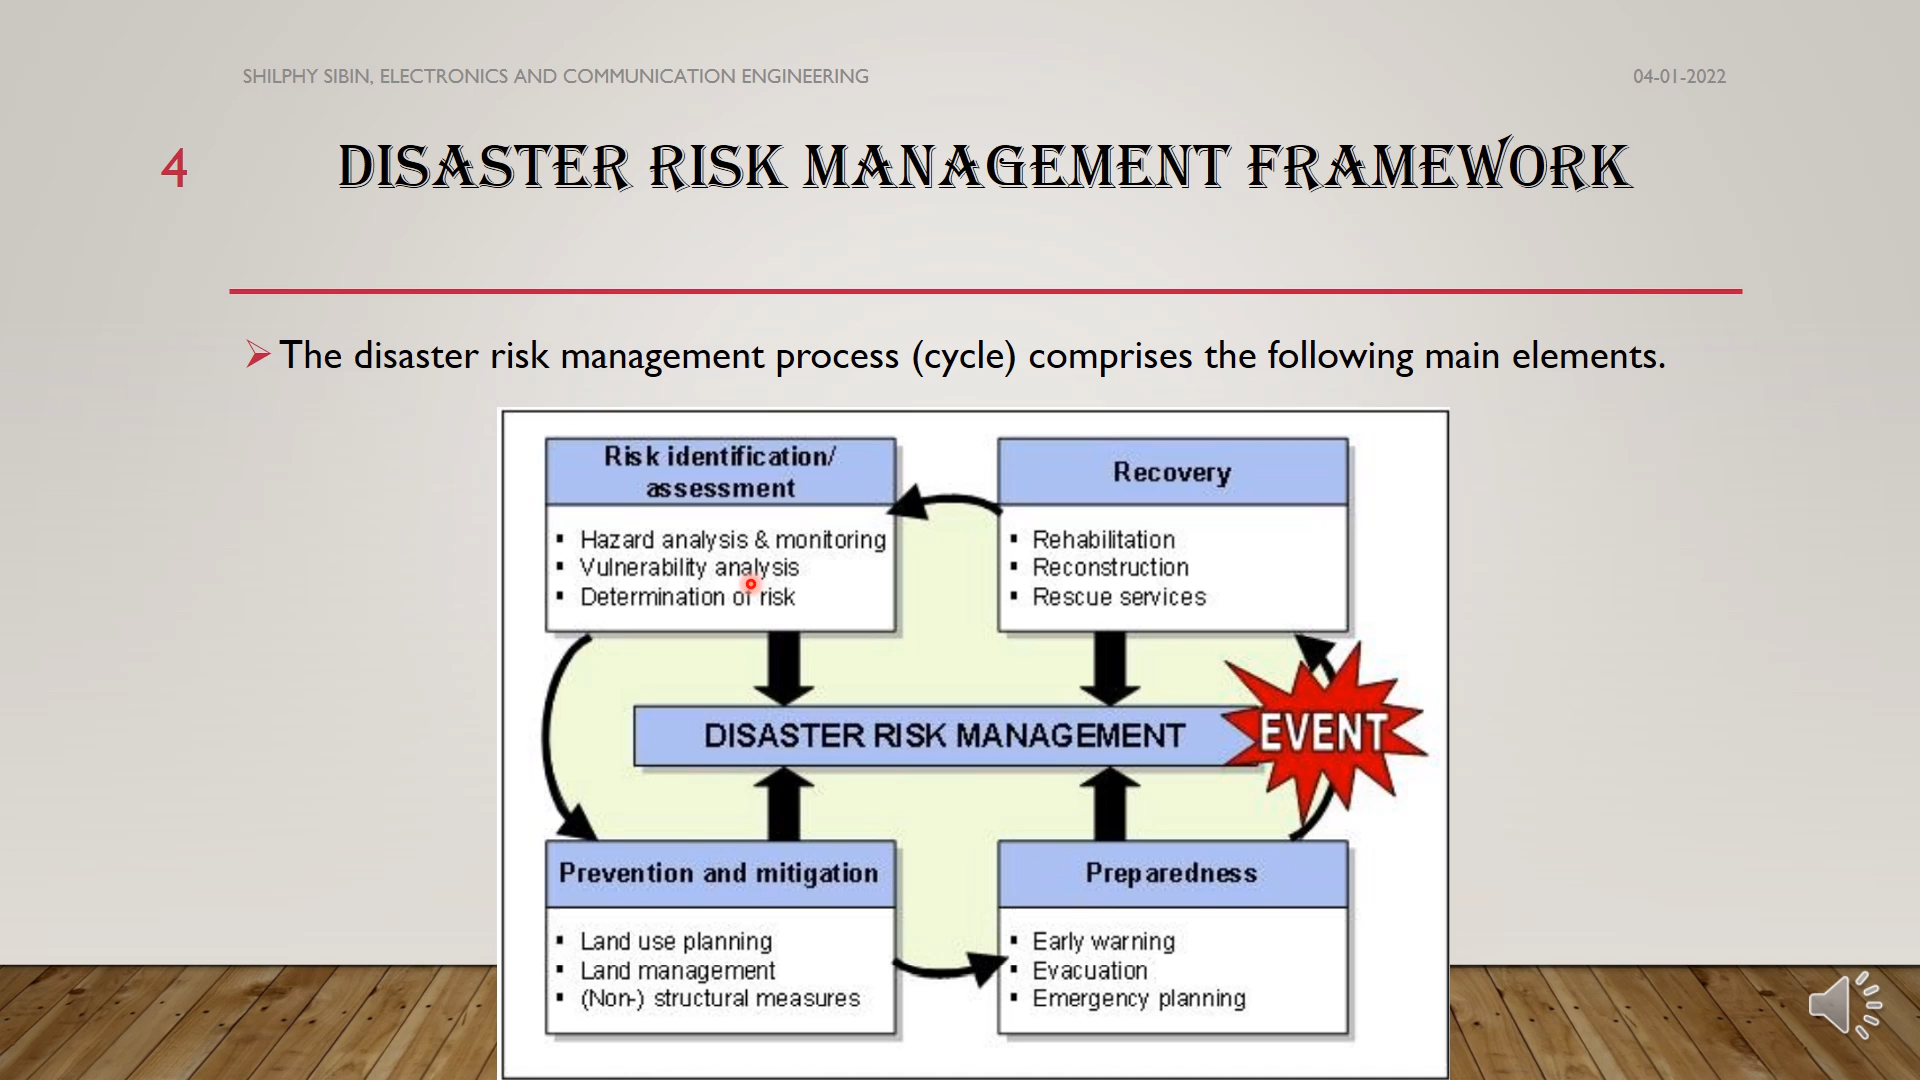 SHILPHY SIBIN, ELECTRONICS AND COMMUNICATION ENGINEERING
04-01-2022
4
DISASTER RISK MANAGEMENT FRAMEWORK
The disaster risk management process (cycle) comprises the following main elements.
Risk identification/
assessment
▪ Hazard analysis & monitoring
▪ Vulnerability analysis
▪ Determination of risk
Recovery
▪ Rehabilitation
▪ Reconstruction
▪ Rescue services
DISASTER RISK MANAGEMENT
EVENT
Prevention and mitigation
▪ Land use planning
▪ Land management
▪ (Non-) structural measures
Preparedness
▪ Early warning
▪ Evacuation
▪ Emergency planning